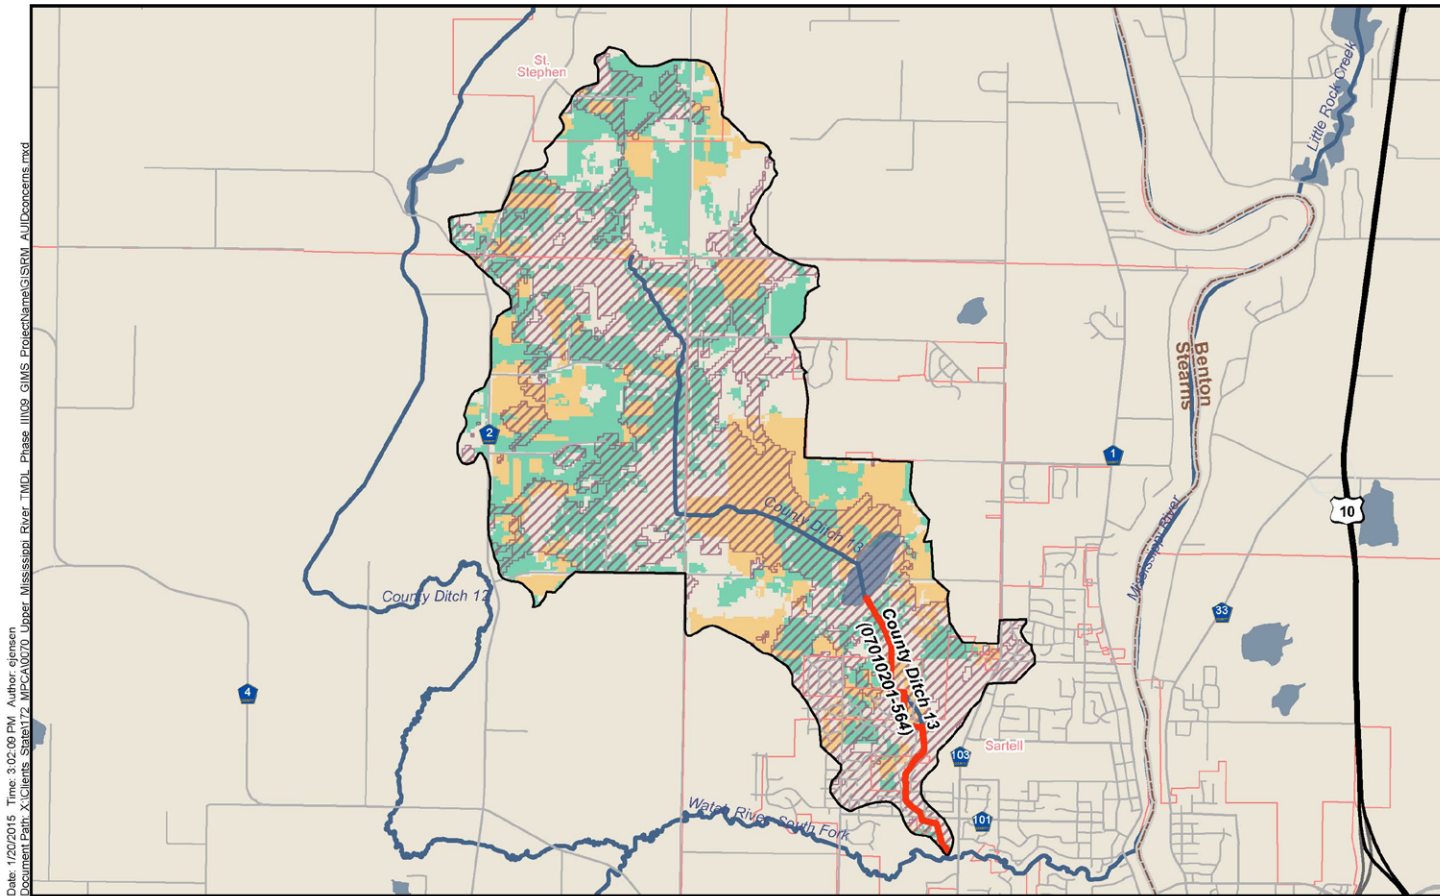 St.
Stephen
Little Rock Creek
Benton
Stearns
2
1
10
County Ditch 13
Mississippi River
County Ditch 12
33
County Ditch 13
(07010201-564)
4
Sartell
103
Watab River, South Fork
101
Date: 1/20/2015 Time: 3:02:09 PM Author: ejensen
Document Path: X:\Clients_State\172_MPCA\0070_Upper_Mississippi_River_TMDL_Phase_III\09_GIMS_ProjectName\GIS\RM_AUIDconcerns.mxd